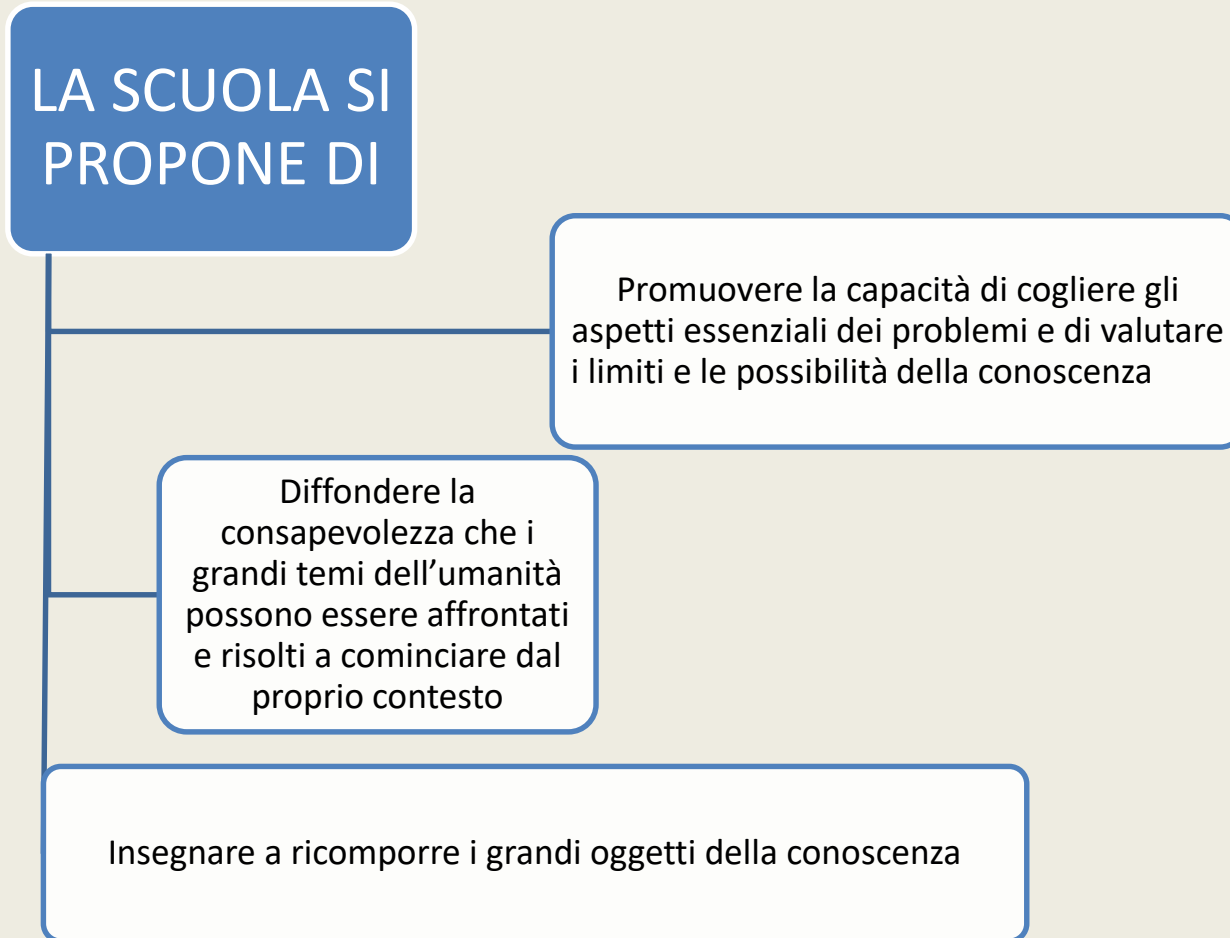 LA SCUOLA SI
PROPONE DI
Promuovere la capacità di cogliere gli
aspetti essenziali dei problemi e di valutare
i limiti e le possibilità della conoscenza
Diffondere la
consapevolezza che i
grandi temi dell’umanità
possono essere affrontati
e risolti a cominciare dal
proprio contesto
Insegnare a ricomporre i grandi oggetti della conoscenza